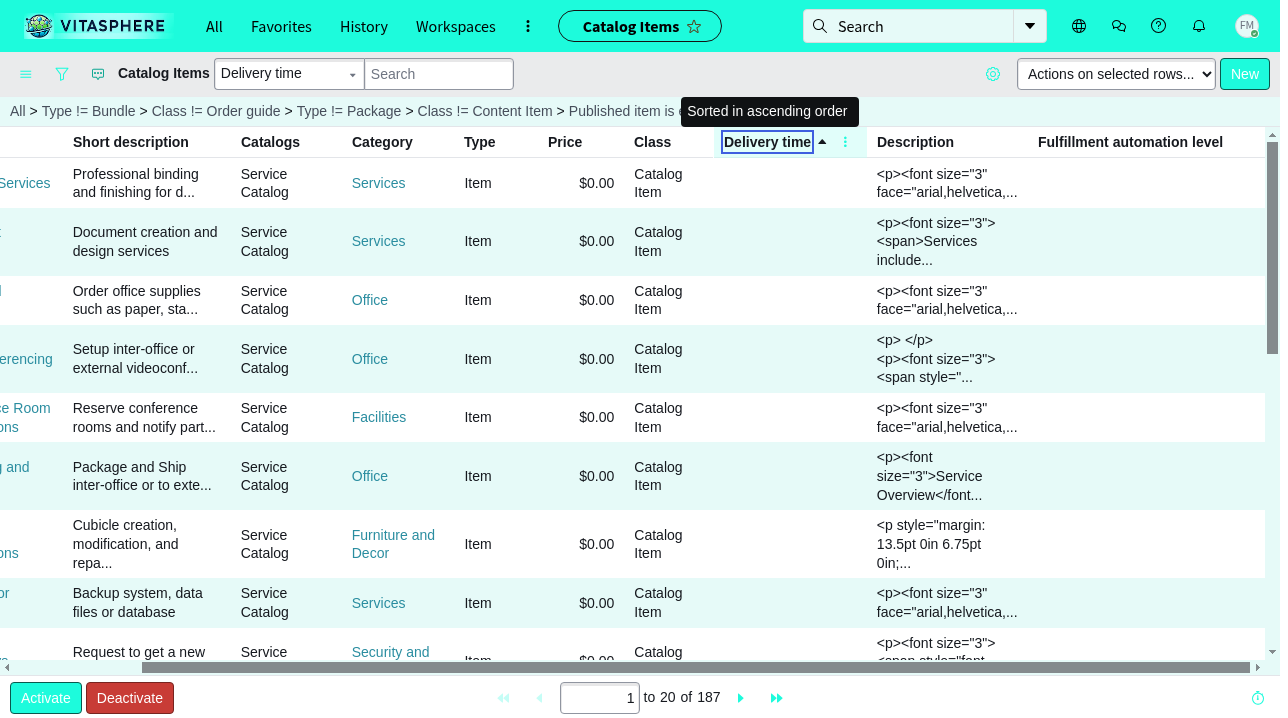 VITASPHERE All Favorites History Workspaces Catalog Items Search FM
Catalog Items Delivery time Search Actions on selected rows... New
All > Type != Bundle > Class != Order guide > Type != Package > Class != Content Item > Published item is
Sorted in ascending order
Short description Catalogs Category Type Price Class Delivery time Description Fulfillment automation level
Services Professional binding and finishing for d... Service Catalog Services Item $0.00 Catalog Item <p><font size="3" face="arial,helvetica,...
Document creation and design services Service Catalog Services Item $0.00 Catalog Item <p><font size="3"> <span>Services include...
Order office supplies such as paper, sta... Service Catalog Office Item $0.00 Catalog Item <p><font size="3" face="arial,helvetica,...
erencing Setup inter-office or external videoconf... Service Catalog Office Item $0.00 Catalog Item <p> </p> <p><font size="3"> <span style="...
ce Room ons Reserve conference rooms and notify part... Service Catalog Facilities Item $0.00 Catalog Item <p><font size="3" face="arial,helvetica,...
g and Package and Ship inter-office or to exte... Service Catalog Office Item $0.00 Catalog Item <p><font size="3">Service Overview</font...
ons Cubicle creation, modification, and repa... Service Catalog Furniture and Decor Item $0.00 Catalog Item <p style="margin: 13.5pt 0in 6.75pt 0in;...
or Backup system, data files or database Service Catalog Services Item $0.00 Catalog Item <p><font size="3" face="arial,helvetica,...
Request to get a new Service Security and Item $0.00 Catalog <p><font size="3"> <span style="font
Activate Deactivate 1 to 20 of 187